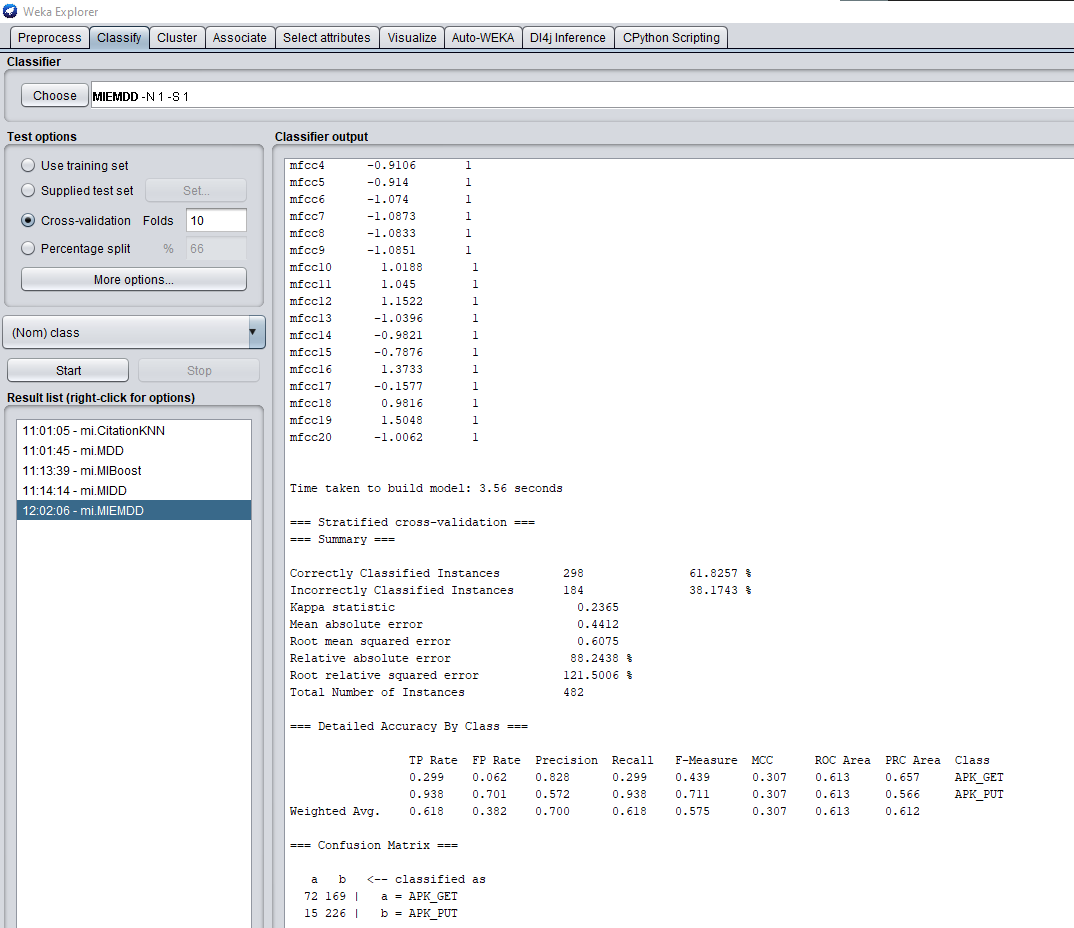 Weka Explorer
Preprocess Classify Cluster Associate Select attributes Visualize Auto-WEKA Dl4j Inference CPython Scripting
Classifier
Choose MIEMDD -N 1 -S 1
Test options
Use training set
Supplied test set Set...
Cross-validation Folds 10
Percentage split % 66
More options...
(Nom) class
Start Stop
Result list (right-click for options)
11:01:05 - mi.CitationKNN
11:01:45 - mi.MDD
11:13:39 - mi.MIBoost
11:14:14 - mi.MIDD
12:02:06 - mi.MIEMDD
Classifier output
mfcc4 -0.9106 1
mfcc5 -0.914 1
mfcc6 -1.074 1
mfcc7 -1.0873 1
mfcc8 -1.0833 1
mfcc9 -1.0851 1
mfcc10 1.0188 1
mfcc11 1.045 1
mfcc12 1.1522 1
mfcc13 -1.0396 1
mfcc14 -0.9821 1
mfcc15 -0.7876 1
mfcc16 1.3733 1
mfcc17 -0.1577 1
mfcc18 0.9816 1
mfcc19 1.5048 1
mfcc20 -1.0062 1
Time taken to build model: 3.56 seconds
=== Stratified cross-validation ===
=== Summary ===
Correctly Classified Instances 298 61.8257 %
Incorrectly Classified Instances 184 38.1743 %
Kappa statistic 0.2365
Mean absolute error 0.4412
Root mean squared error 0.6075
Relative absolute error 88.2438 %
Root relative squared error 121.5006 %
Total Number of Instances 482
=== Detailed Accuracy By Class ===
TP Rate FP Rate Precision Recall F-Measure MCC ROC Area PRC Area Class
0.299 0.062 0.828 0.299 0.439 0.307 0.613 0.657 APK_GET
0.938 0.701 0.572 0.938 0.711 0.307 0.613 0.566 APK_PUT
Weighted Avg. 0.618 0.382 0.700 0.618 0.575 0.307 0.613 0.612
=== Confusion Matrix ===
a b <-- classified as
72 169 | a = APK_GET
15 226 | b = APK_PUT